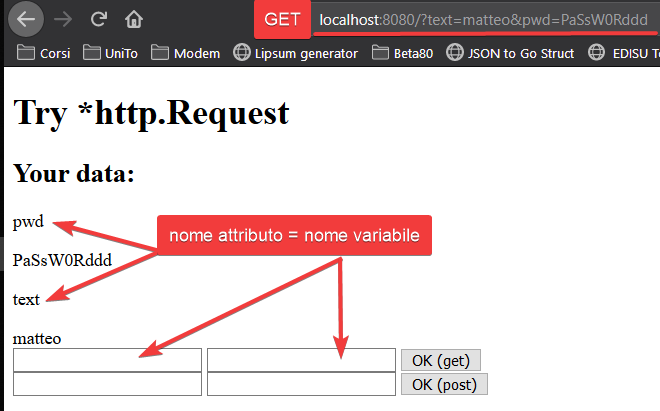 GET
localhost:8080/?text=matteo&pwd=PaSsW0Rddd
Corsi UniTo Modem Lipsum generator Beta80 JSON to Go Struct EDISU T
Try *http.Request
Your data:
pwd
nome attributo = nome variabile
PaSsW0Rddd
text
matteo
OK (get)
OK (post)